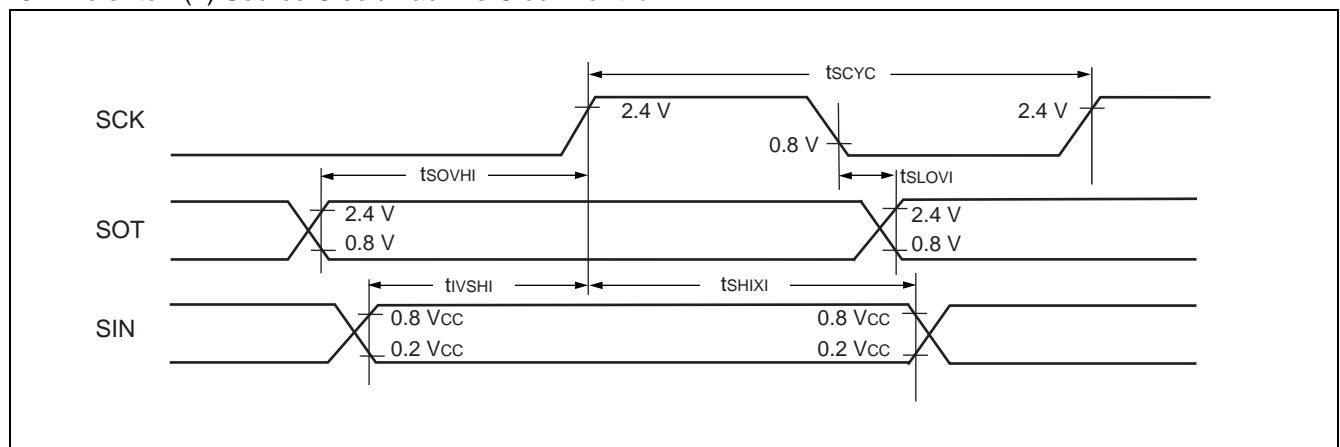 tSCYC
SCK
2.4 V
2.4 V
0.8 V
tSOVHI
tSLOVI
SOT
2.4 V
2.4 V
0.8 V
0.8 V
tIVSHI
tSHIXI
SIN
0.8 VCC
0.8 VCC
0.2 VCC
0.2 VCC